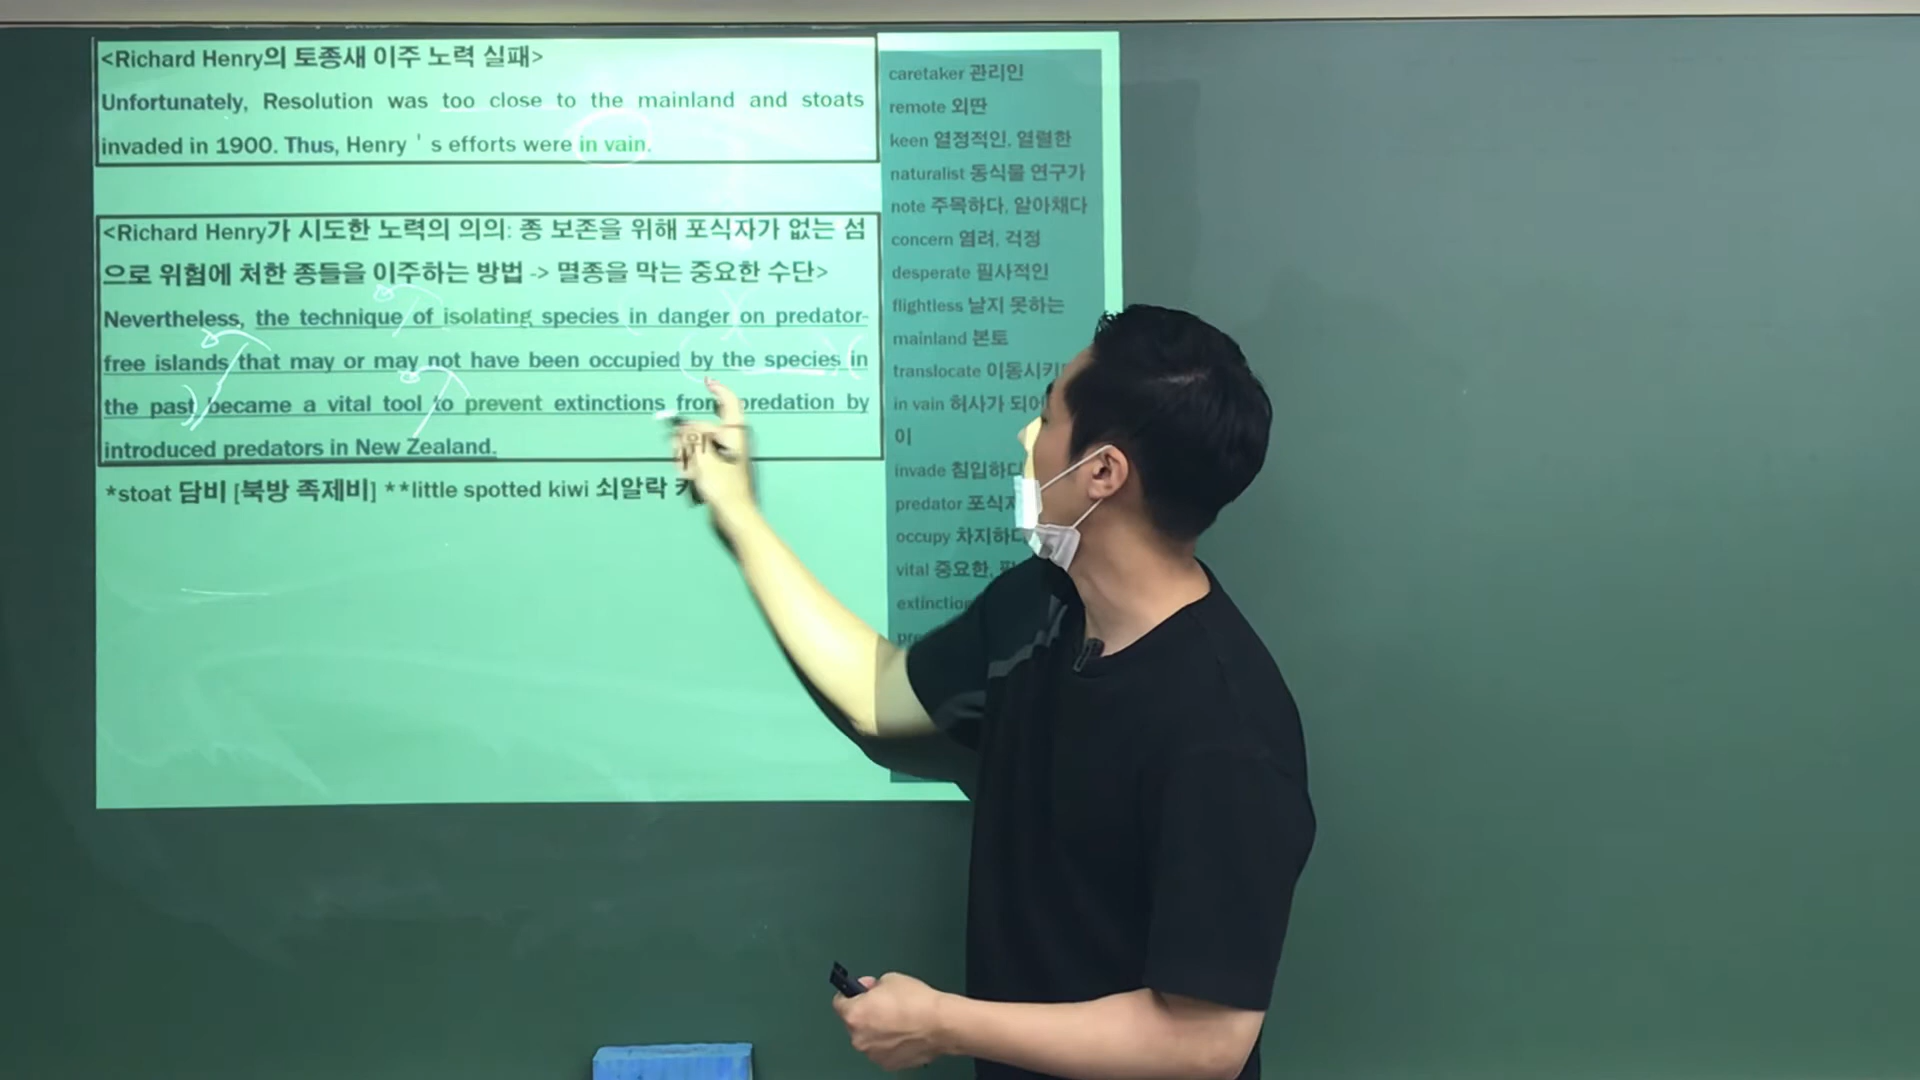 <Richard Henry의 토종새 이주 노력 실패>
Unfortunately, Resolution was too close to the mainland and stoats
invaded in 1900. Thus, Henry ' s efforts were in vain.
<Richard Henry가 시도한 노력의 의의: 종 보존을 위해 포식자가 없는 섬
으로 위험에 처한 종들을 이주하는 방법 -> 멸종을 막는 중요한 수단>
Nevertheless, the technique of isolating species in danger on predator-
free islands that may or may not have been occupied by the species in
the past, became a vital tool to prevent extinctions from predation by
introduced predators in New Zealand.
*stoat 담비 [북방 족제비] **little spotted kiwi 쇠알락
caretaker 관리인
remote 외딴
keen 열정적인, 열렬한
naturalist 동식물 연구가
note 주목하다, 알아채다
concern 염려, 걱정
desperate 필사적인
flightless 날지 못하는
mainland 본토
translocate
in vain 허사가
이
invade 침입하다
predator 포식자
occupy 차지하다
vital 중요한,
extinction